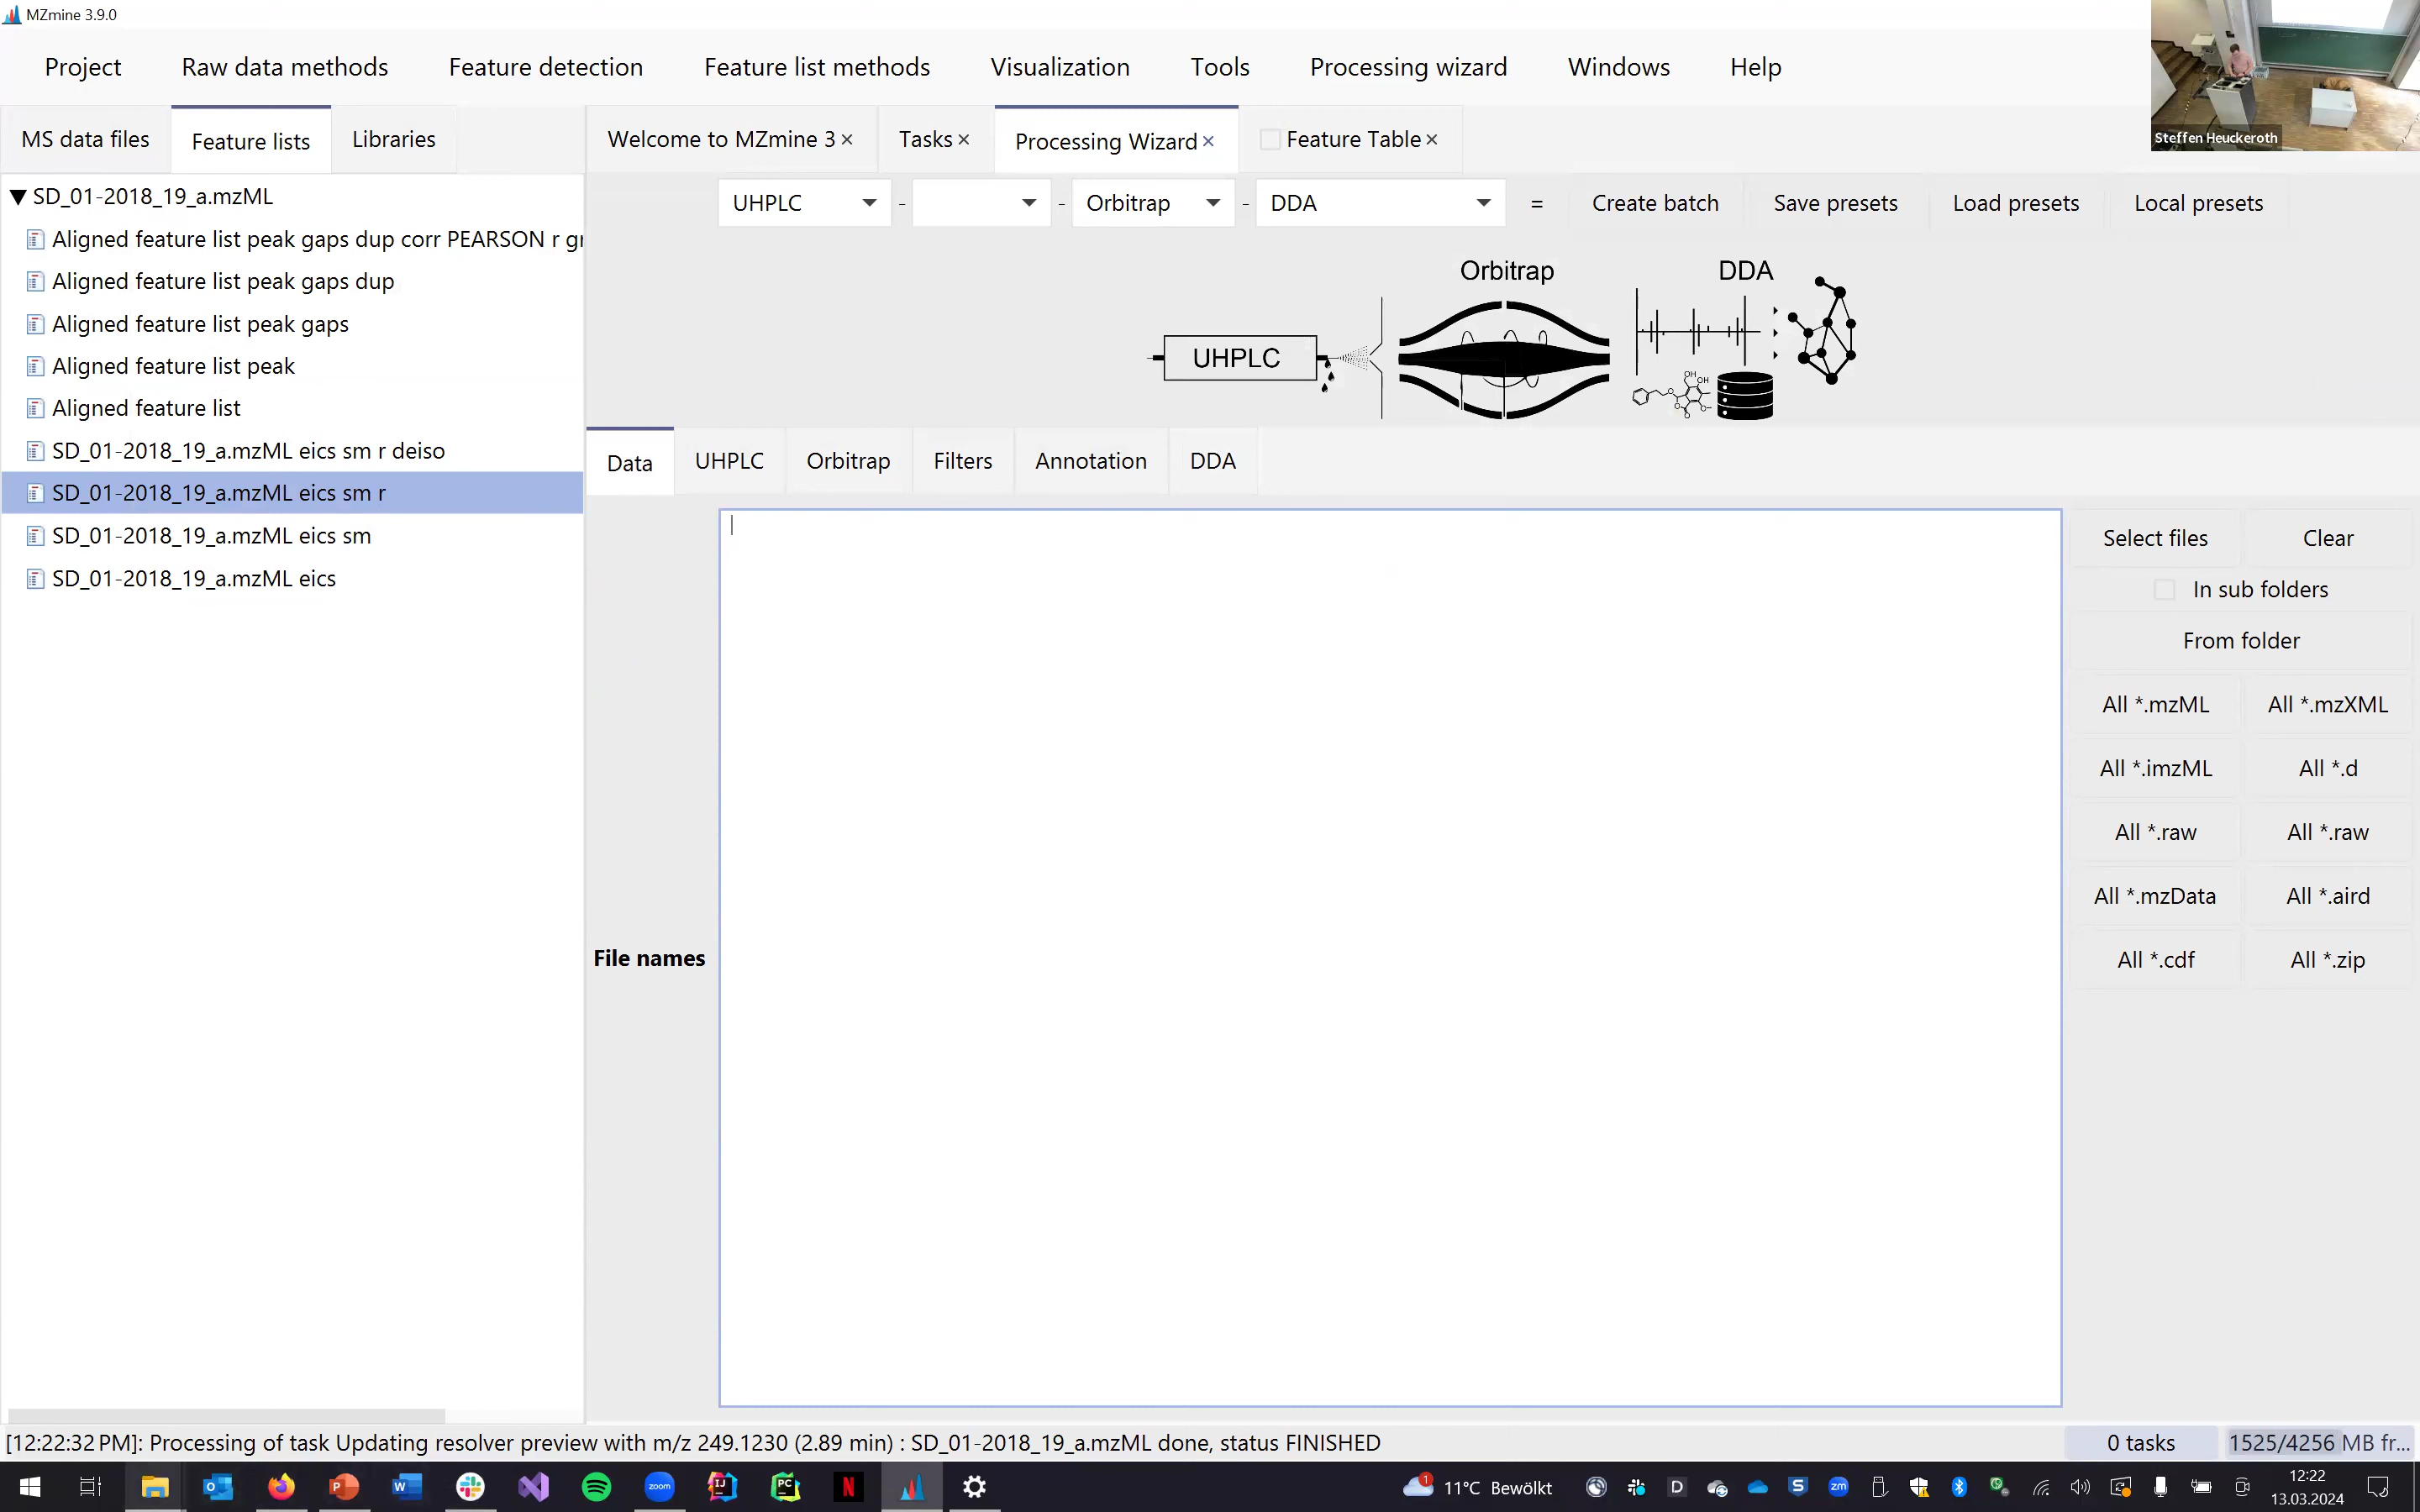 MZmine 3.9.0
Project Raw data methods Feature detection Feature list methods Visualization Tools Processing wizard Windows Help
Steffen Heuckeroth
MS data files Feature lists Libraries
Welcome to MZmine 3 × Tasks × Processing Wizard × Feature Table ×
SD_01-2018_19_a.mzML
Aligned feature list peak gaps dup corr PEARSON r gr
Aligned feature list peak gaps dup
Aligned feature list peak gaps
Aligned feature list peak
Aligned feature list
SD_01-2018_19_a.mzML eics sm r deiso
SD_01-2018_19_a.mzML eics sm r
SD_01-2018_19_a.mzML eics sm
SD_01-2018_19_a.mzML eics
UHPLC - - Orbitrap - DDA = Create batch Save presets Load presets Local presets
Orbitrap DDA
UHPLC
OH
OH
Data UHPLC Orbitrap Filters Annotation DDA
File names
Select files Clear
In sub folders
From folder
All *.mzML All *.mzXML
All *.imzML All *.d
All *.raw All *.raw
All *.mzData All *.aird
All *.cdf All *.zip
[12:22:32 PM]: Processing of task Updating resolver preview with m/z 249.1230 (2.89 min) : SD_01-2018_19_a.mzML done, status FINISHED
0 tasks 1525/4256 MB fr...
zoom
1 11°C Bewölkt
12:22
13.03.2024